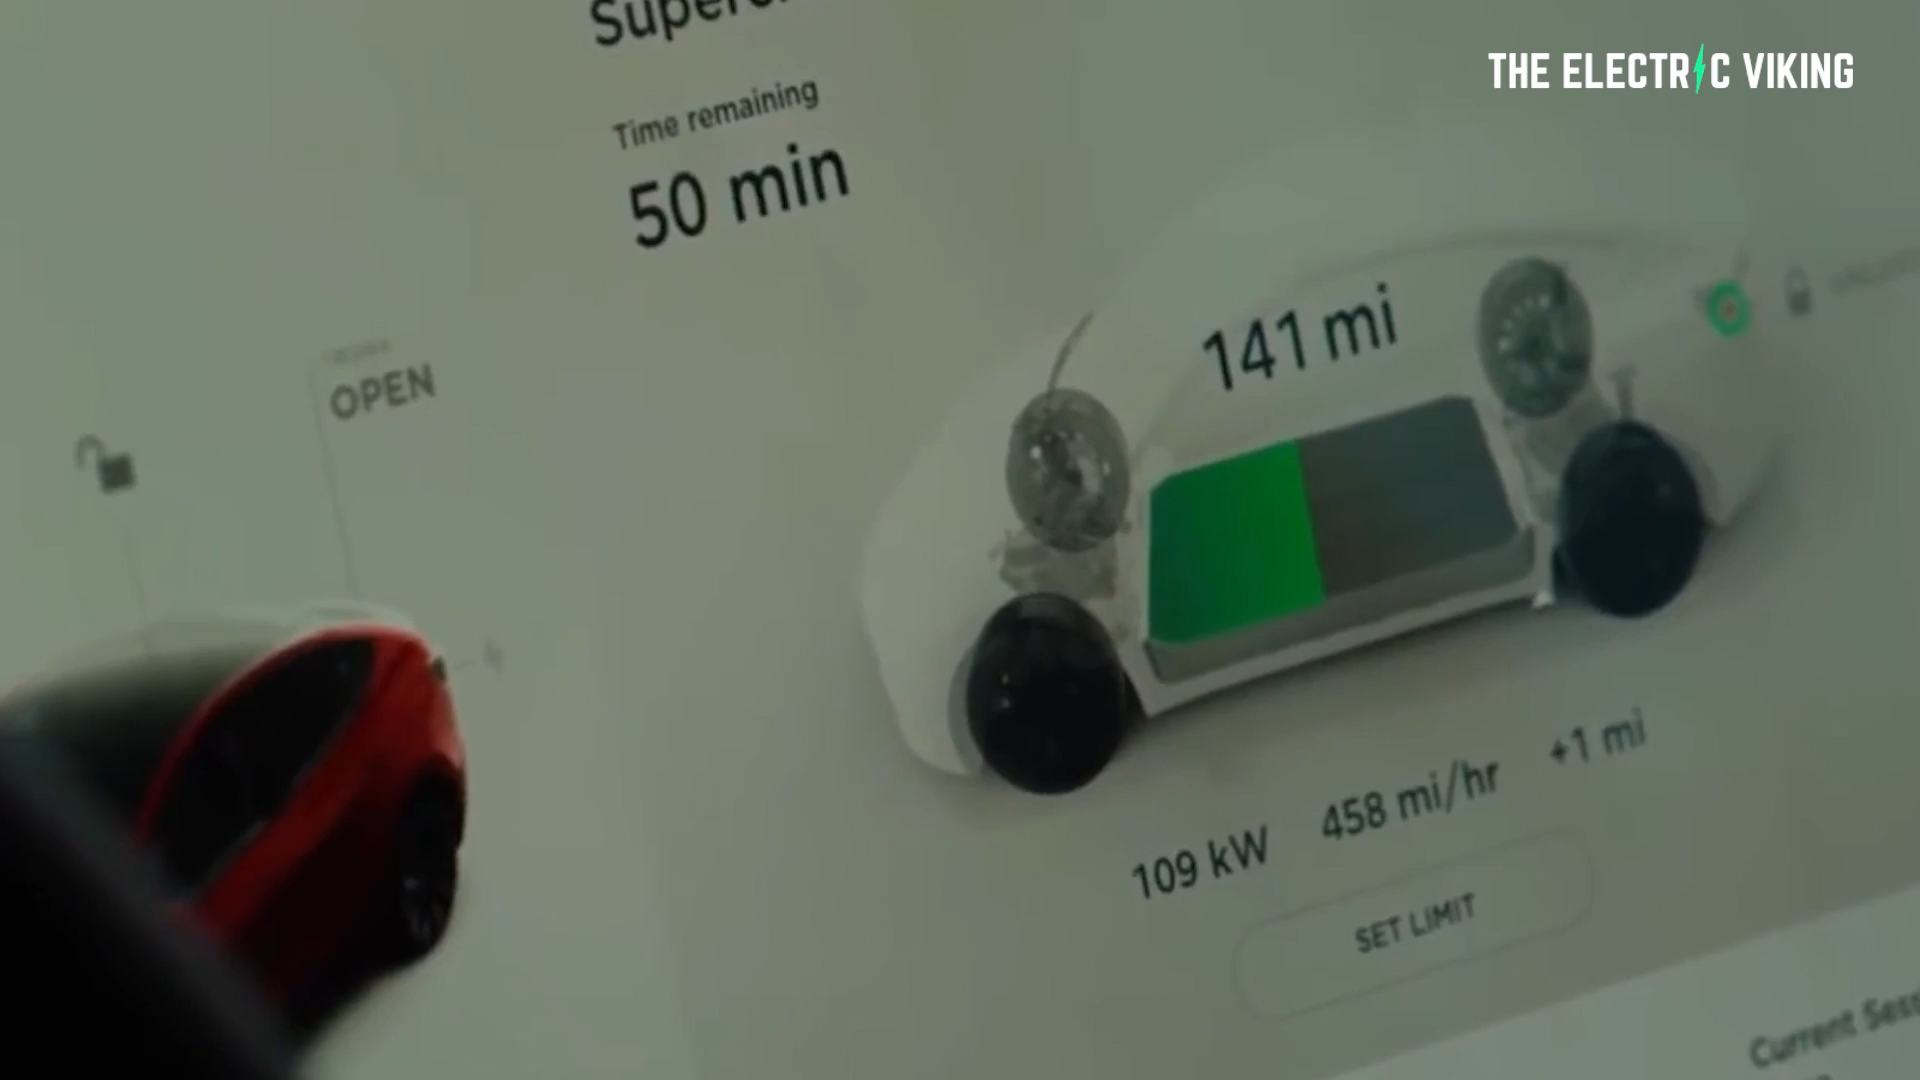 THE ELECTRIC VIKING
Time remaining
50 min
141 mi
OPEN
+1 mi
458 mi/hr
109 kW
SET LIMIT
Current